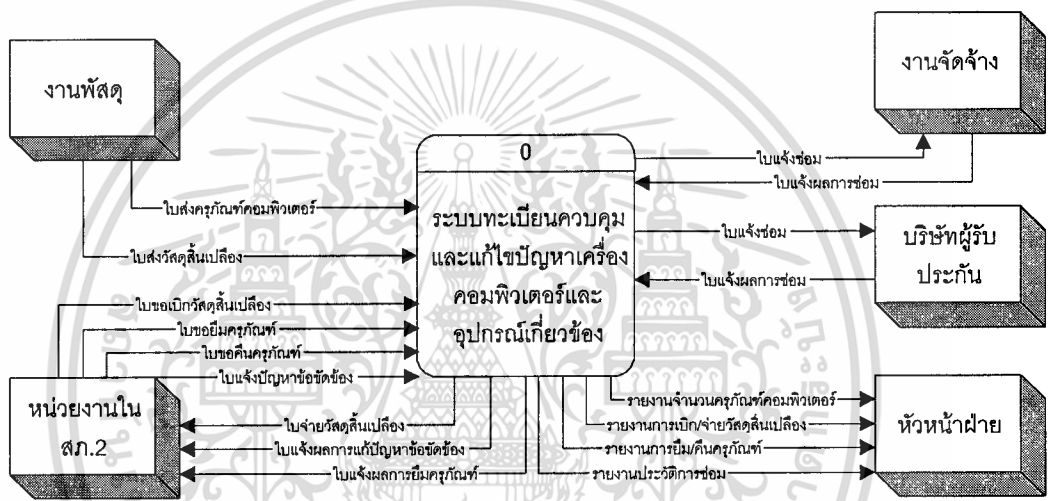 งานพัสดุ
งานจัดจ้าง
0
ระบบทะเบียนควบคุม
และแก้ไขปัญหาเครื่อง
คอมพิวเตอร์และ
อุปกรณ์เกี่ยวข้อง
ใบแจ้งซ่อม
ใบแจ้งผลการซ่อม
ใบส่งครุภัณฑ์คอมพิวเตอร์
ใบส่งวัสดุสิ้นเปลือง
ใบแจ้งซ่อม
ใบแจ้งผลการซ่อม
บริษัทผู้รับ
ประกัน
ใบขอเบิกวัสดุสิ้นเปลือง
ใบขอยืมครุภัณฑ์
ใบขอคืนครุภัณฑ์
ใบแจ้งปัญหาข้อขัดข้อง
หน่วยงานใน
สภ.2
ใบจ่ายวัสดุสิ้นเปลือง
ใบแจ้งผลการแก้ปัญหาข้อขัดข้อง
ใบแจ้งผลการยืมครุภัณฑ์
รายงานจำนวนครุภัณฑ์คอมพิวเตอร์
รายงานการเบิก/จ่ายวัสดุสิ้นเปลือง
รายงานการยืม/คืนครุภัณฑ์
รายงานประวัติการซ่อม
หัวหน้าฝ่าย